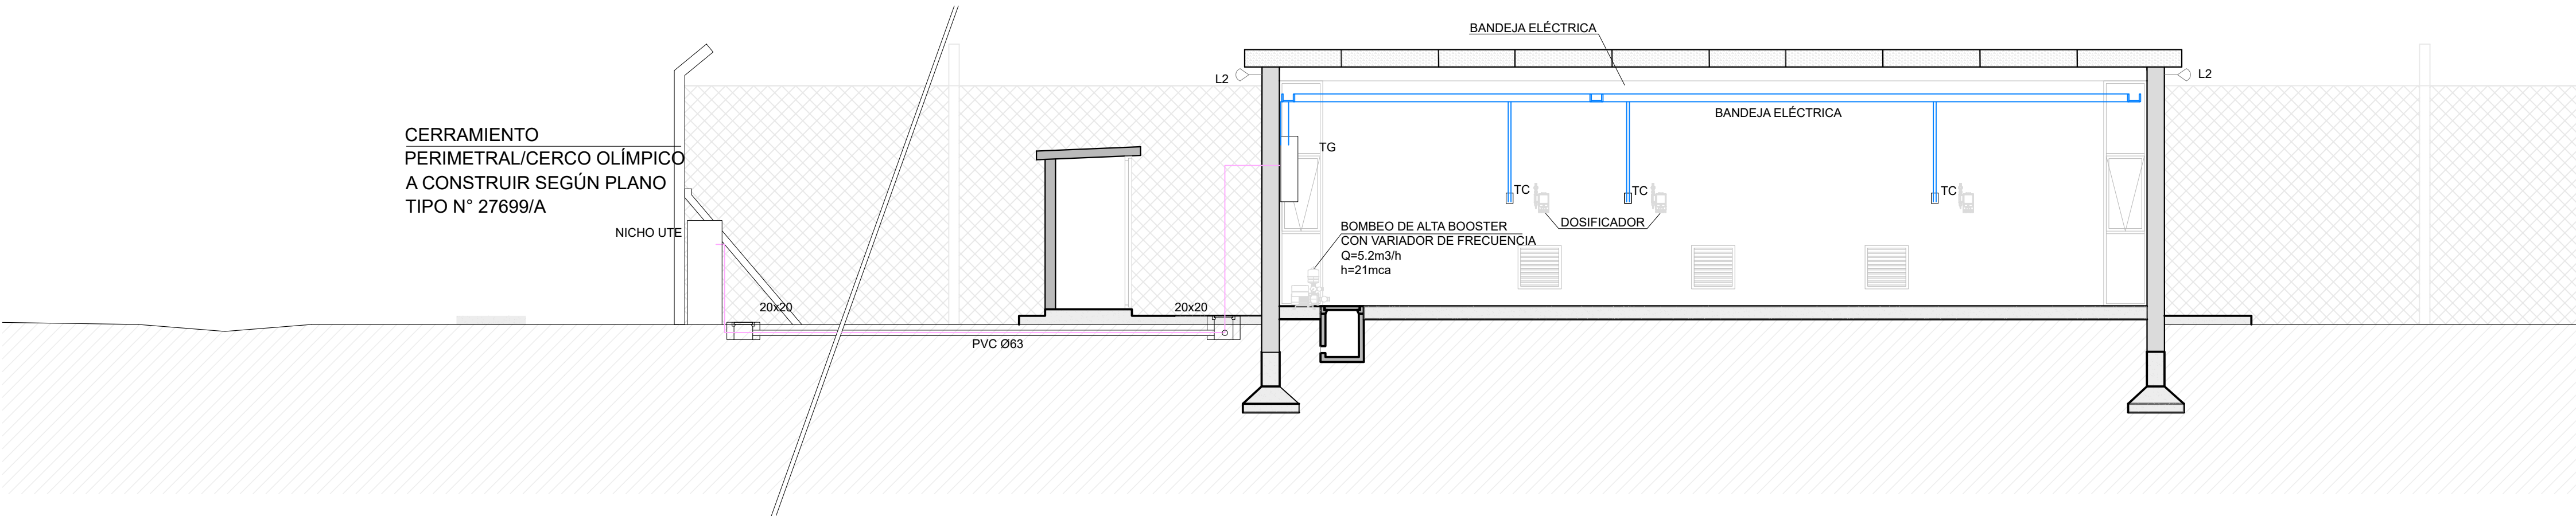 BANDEJA ELÉCTRICA
L2
L2
BANDEJA ELÉCTRICA
CERRAMIENTO
PERIMETRAL/CERCO OLÍMPICO
A CONSTRUIR SEGÚN PLANO
TIPO N° 27699/A
TG
TC
TC
TC
NICHO UTE
BOMBEO DE ALTA BOOSTER
CON VARIADOR DE FRECUENCIA
Q=5.2m3/h
h=21mca
DOSIFICADOR
20x20
20x20
PVC Ø63